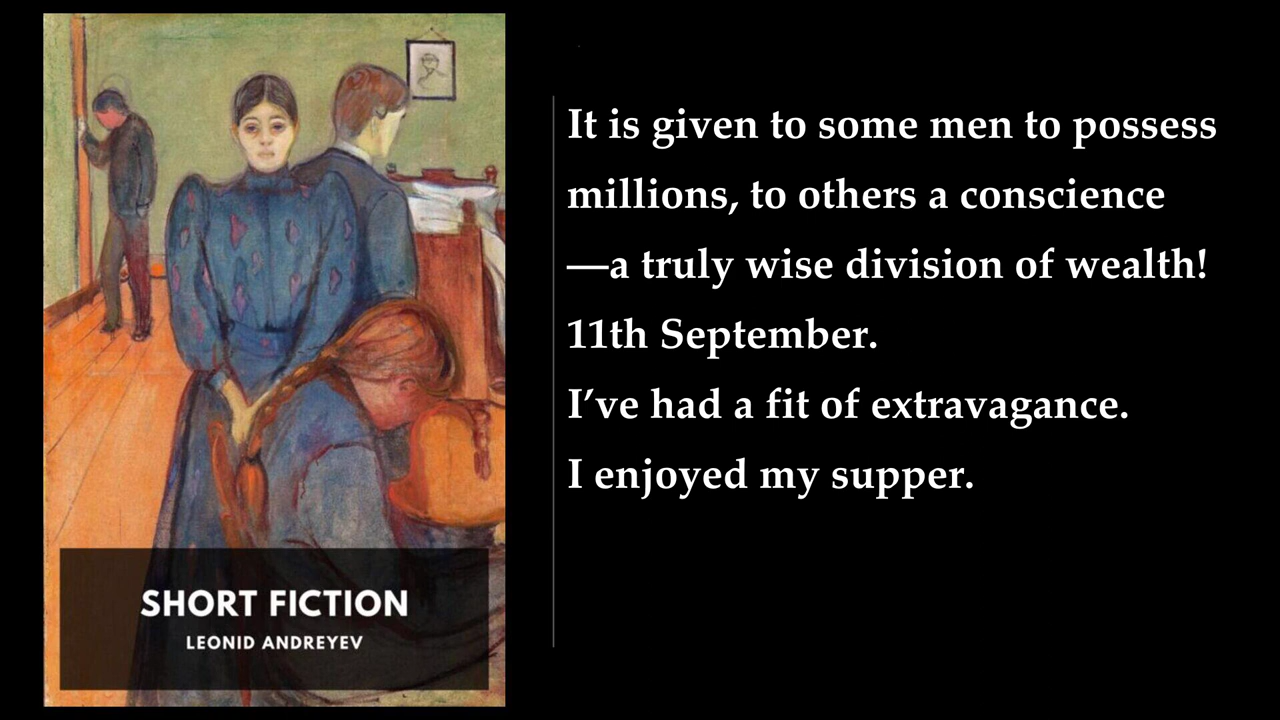 SHORT FICTION
LEONID ANDREYEV
It is given to some men to possess
millions, to others a conscience
—a truly wise division of wealth!
11th September.
I’ve had a fit of extravagance.
I enjoyed my supper.